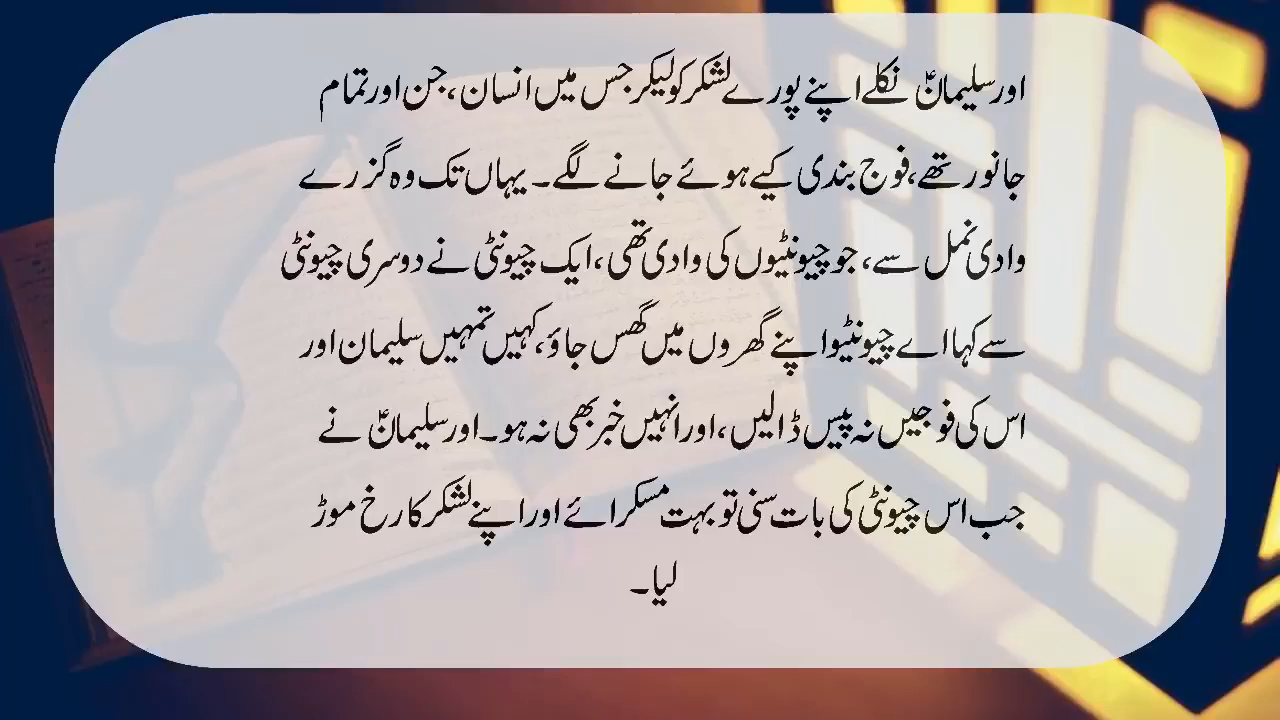 اور سلیمانؑ نکلے اپنے پورے لشکر کو لیکر جس میں انسان، جن اور تمام
جانور تھے، فوج بندی کیے ہوئے جانے لگے۔ یہاں تک وہ گزرے
وادی نمل سے، جو چیونٹیوں کی وادی تھی، ایک چیونٹی نے دوسری چیونٹی
سے کہا اے چیونٹیو اپنے گھروں میں گھس جاؤ، کہیں تمہیں سلیمان اور
اس کی فوجیں نہ پیس ڈالیں، اور انہیں خبر بھی نہ ہو۔ اور سلیمانؑ نے
جب اس چیونٹی کی بات سنی تو بہت مسکرائے اور اپنے لشکر کا رخ موڑ
لیا۔